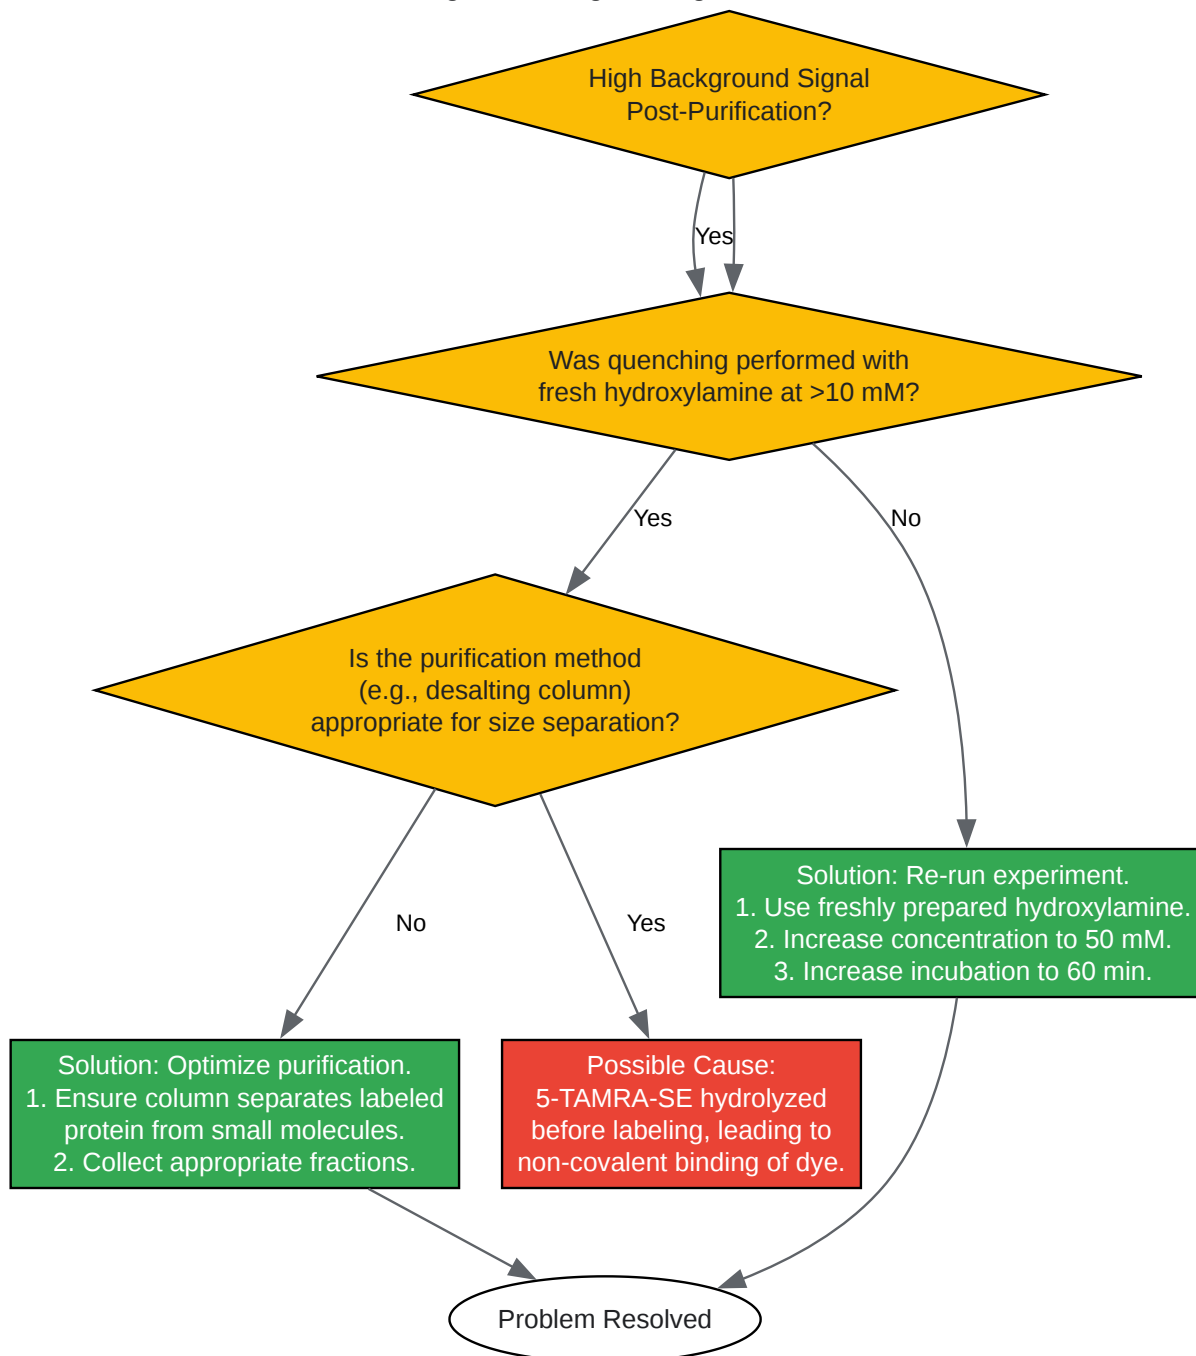 High Background Signal
Post-Purification?
Yes
Was quenching performed with
fresh hydroxylamine at >10 mM?
Yes
No
Is the purification method
(e.g., desalting column)
appropriate for size separation?
No
Yes
Solution: Re-run experiment.
1. Use freshly prepared hydroxylamine.
2. Increase concentration to 50 mM.
3. Increase incubation to 60 min.
Solution: Optimize purification.
1. Ensure column separates labeled
protein from small molecules.
2. Collect appropriate fractions.
Possible Cause:
5-TAMRA-SE hydrolyzed
before labeling, leading to
non-covalent binding of dye.
Problem Resolved